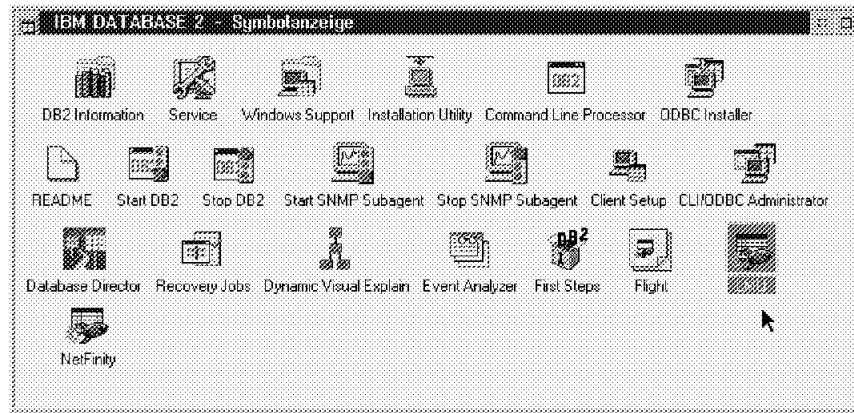 IBM DATABASE 2 - Symbolanzeige
DB2 Information Service Windows Support Installation Utility Command Line Processor ODBC Installer
README Start DB2 Stop DB2 Start SNMP Subagent Stop SNMP Subagent Client Setup CLI/ODBC Administrator
Database Director Recovery Jobs Dynamic Visual Explain Event Analyzer First Steps Flight
NetFinity